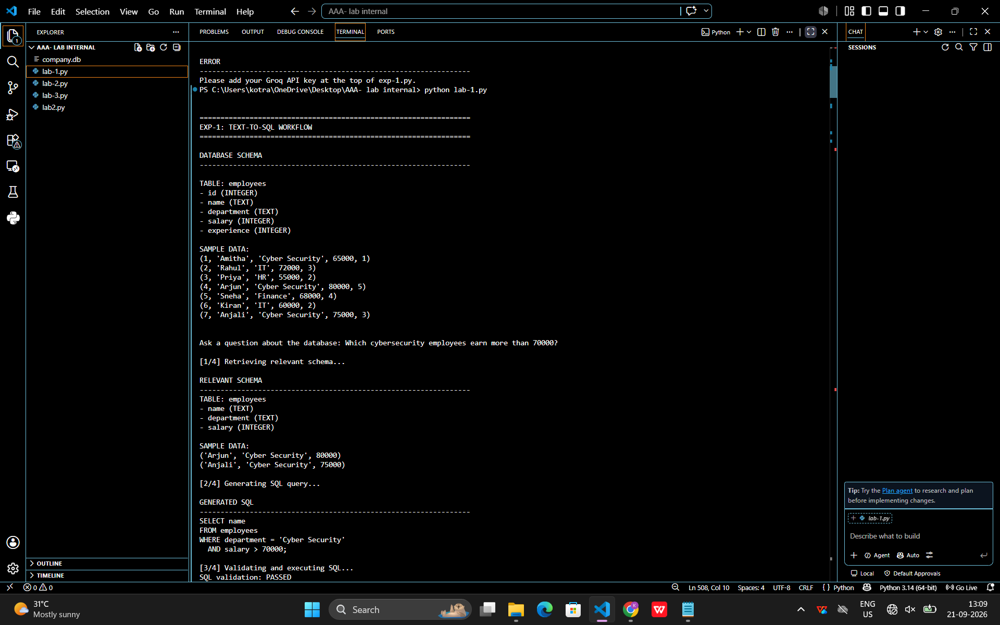 File Edit Selection View Go Run Terminal Help
AAA- lab internal
1
EXPLORER
AAA- LAB INTERNAL
company.db
lab-1.py
lab-2.py
lab-3.py
lab2.py
OUTLINE
TIMELINE
PROBLEMS OUTPUT DEBUG CONSOLE TERMINAL PORTS
Python
ERROR
-----------------------------------------------------------------
Please add your Groq API key at the top of exp-1.py.
PS C:\Users\kotra\OneDrive\Desktop\AAA- lab internal> python lab-1.py
=================================================================
EXP-1: TEXT-TO-SQL WORKFLOW
=================================================================
DATABASE SCHEMA
-----------------------------------------------------------------
TABLE: employees
- id (INTEGER)
- name (TEXT)
- department (TEXT)
- salary (INTEGER)
- experience (INTEGER)
SAMPLE DATA:
(1, 'Amitha', 'Cyber Security', 65000, 1)
(2, 'Rahul', 'IT', 72000, 3)
(3, 'Priya', 'HR', 55000, 2)
(4, 'Arjun', 'Cyber Security', 80000, 5)
(5, 'Sneha', 'Finance', 68000, 4)
(6, 'Kiran', 'IT', 60000, 2)
(7, 'Anjali', 'Cyber Security', 75000, 3)
Ask a question about the database: Which cybersecurity employees earn more than 70000?
[1/4] Retrieving relevant schema...
RELEVANT SCHEMA
-----------------------------------------------------------------
TABLE: employees
- name (TEXT)
- department (TEXT)
- salary (INTEGER)
SAMPLE DATA:
('Arjun', 'Cyber Security', 80000)
('Anjali', 'Cyber Security', 75000)
[2/4] Generating SQL query...
GENERATED SQL
-----------------------------------------------------------------
SELECT name
FROM employees
WHERE department = 'Cyber Security'
  AND salary > 70000;
[3/4] Validating and executing SQL...
SQL validation: PASSED
CHAT
SESSIONS
Tip: Try the Plan agent to research and plan
before implementing changes.
lab-1.py
Describe what to build
Agent Auto
Local Default Approvals
0 0
Ln 508, Col 10 Spaces: 4 UTF-8 CRLF { } Python Python 3.14 (64-bit) Go Live
31°C
Mostly sunny
Search
ENG
US
13:09
21-09-2026